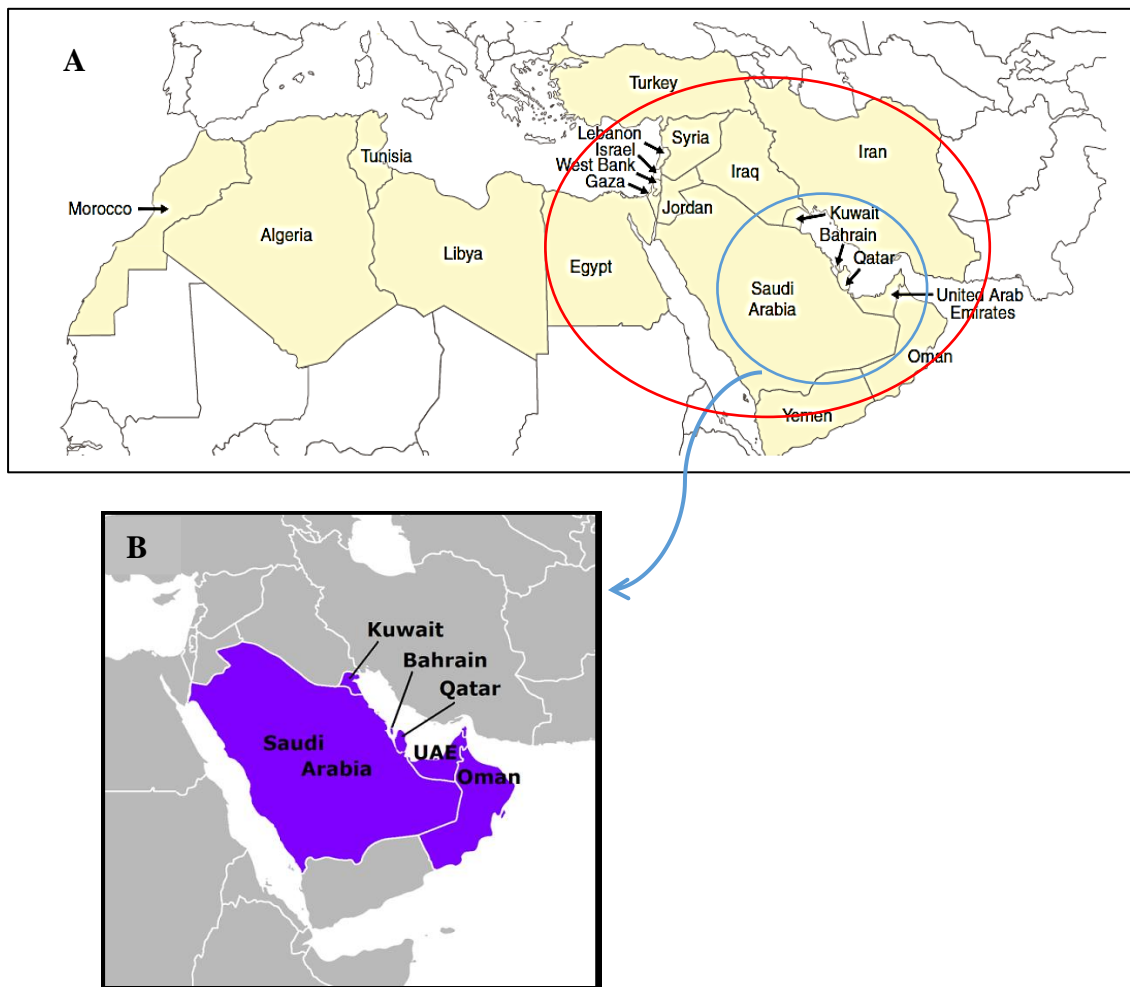 A
Turkey
Lebanon
Israel
West Bank
Gaza
Syria
Iraq
Iran
Jordan
Tunisia
Morocco
Algeria
Libya
Egypt
Kuwait
Bahrain
Qatar
Saudi
Arabia
United Arab
Emirates
Oman
Yemen
B
Kuwait
Bahrain
Qatar
Saudi
Arabia
UAE
Oman